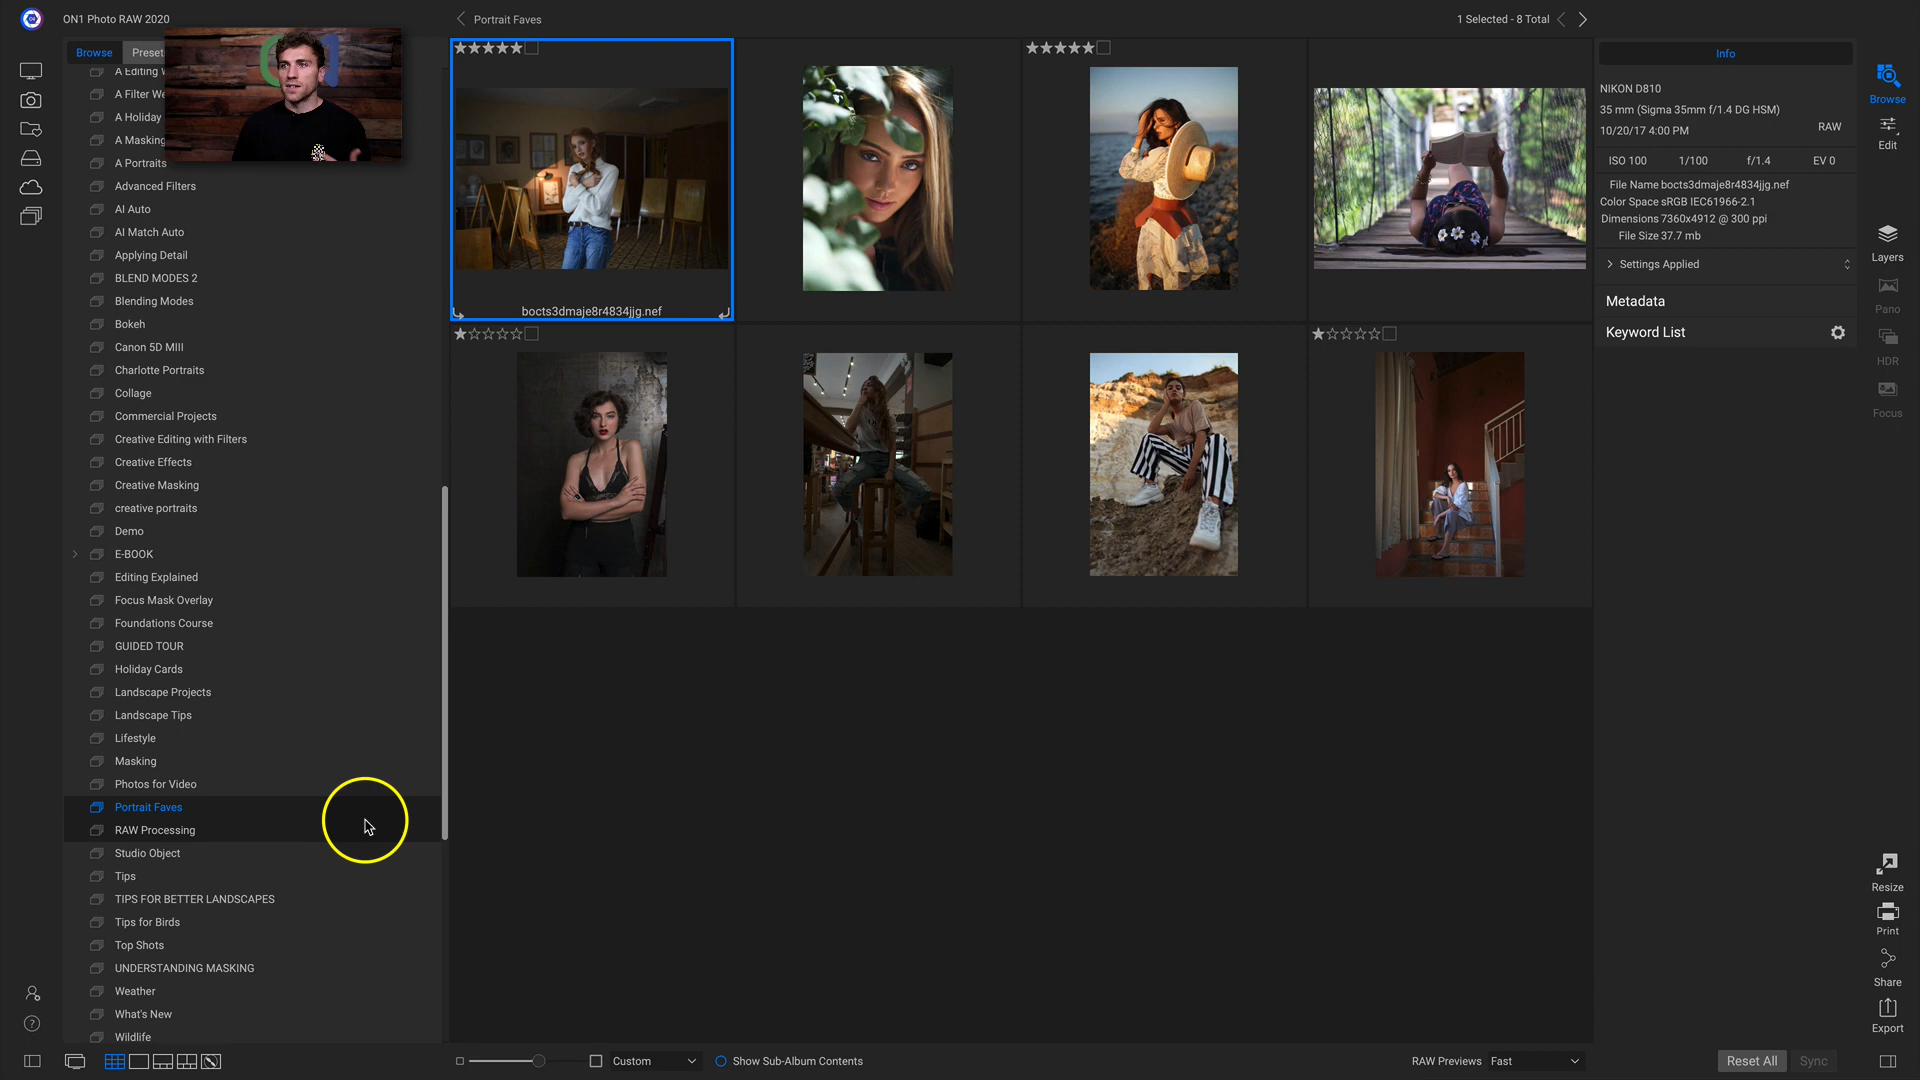 ON1 Photo RAW 2020
Portrait Faves
1 Selected - 8 Total
Browse
Preset
A Editing W
A Filter We
A Holiday
A Masking
A Portraits
Advanced Filters
AI Auto
AI Match Auto
Applying Detail
BLEND MODES 2
Blending Modes
Bokeh
Canon 5D MIII
Charlotte Portraits
Collage
Commercial Projects
Creative Editing with Filters
Creative Effects
Creative Masking
creative portraits
Demo
E-BOOK
Editing Explained
Focus Mask Overlay
Foundations Course
GUIDED TOUR
Holiday Cards
Landscape Projects
Landscape Tips
Lifestyle
Masking
Photos for Video
Portrait Faves
RAW Processing
Studio Object
Tips
TIPS FOR BETTER LANDSCAPES
Tips for Birds
Top Shots
UNDERSTANDING MASKING
Weather
What's New
Wildlife
bocts3dmaje8r4834jjg.nef
Info
NIKON D810
35 mm (Sigma 35mm f/1.4 DG HSM)
10/20/17 4:00 PM
RAW
ISO 100 1/100 f/1.4 EV 0
File Name bocts3dmaje8r4834jjg.nef
Color Space sRGB IEC61966-2.1
Dimensions 7360x4912 @ 300 ppi
File Size 37.7 mb
Settings Applied
Metadata
Keyword List
Browse
Edit
Layers
Pano
HDR
Focus
Resize
Print
Share
Export
Custom
Show Sub-Album Contents
RAW Previews Fast
Reset All
Sync